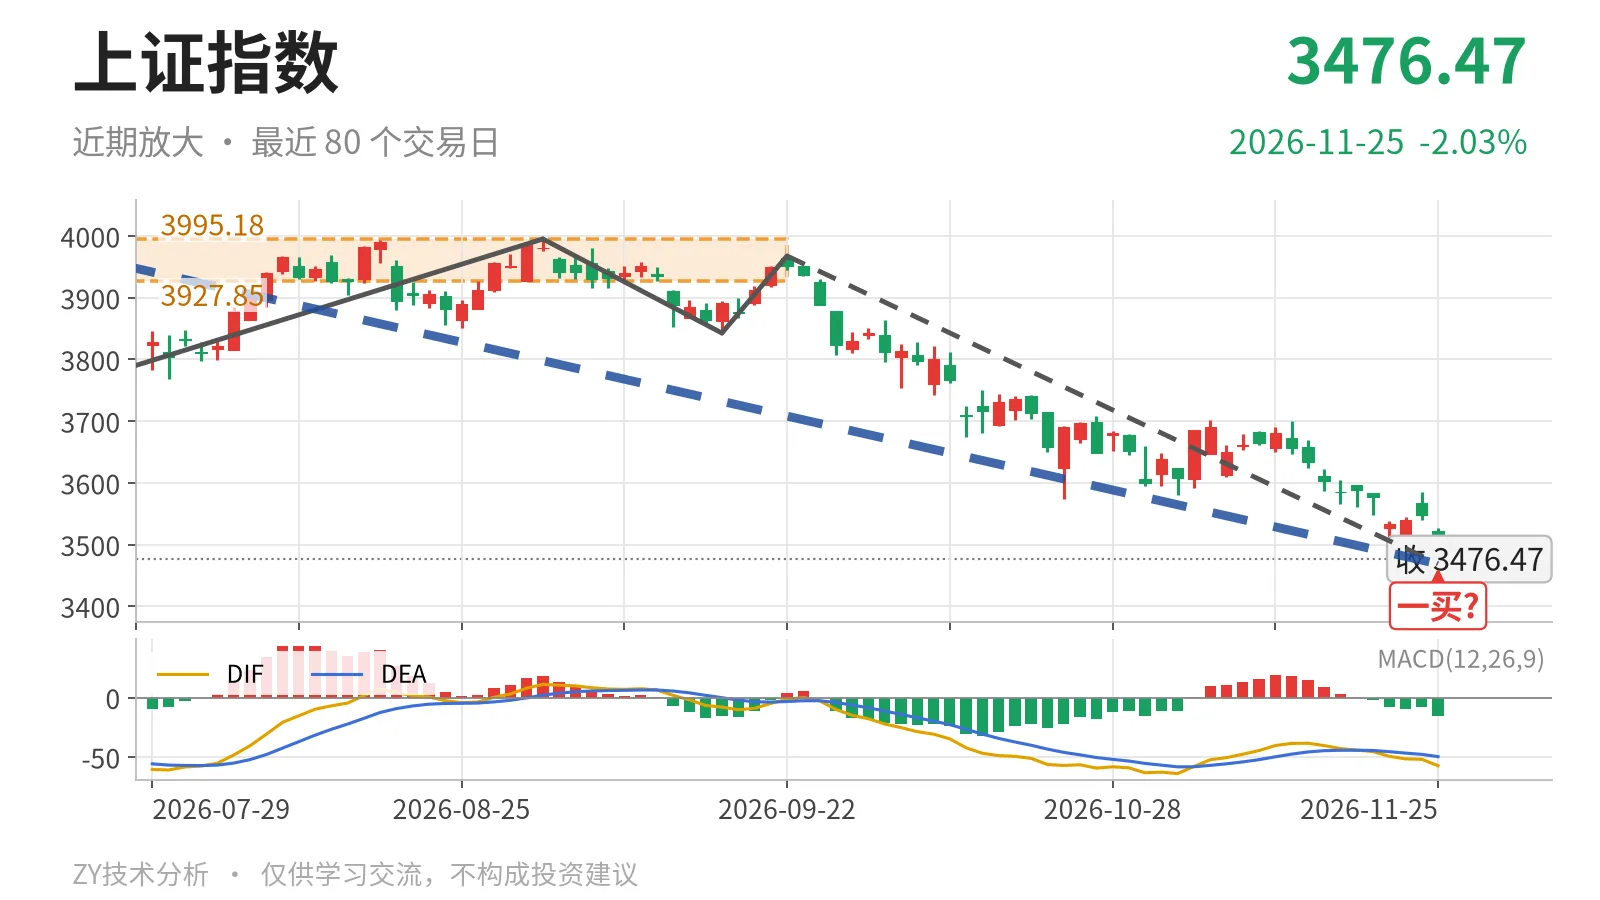 上证指数
3476.47
近期放大 · 最近 80 个交易日
2026-11-25 -2.03%
3995.18
3927.85
4000
3900
3800
3700
3600
3500
3400
收 3476.47
一买?
DIF
DEA
MACD(12,26,9)
0
-50
2026-07-29
2026-08-25
2026-09-22
2026-10-28
2026-11-25
ZY技术分析 · 仅供学习交流，不构成投资建议